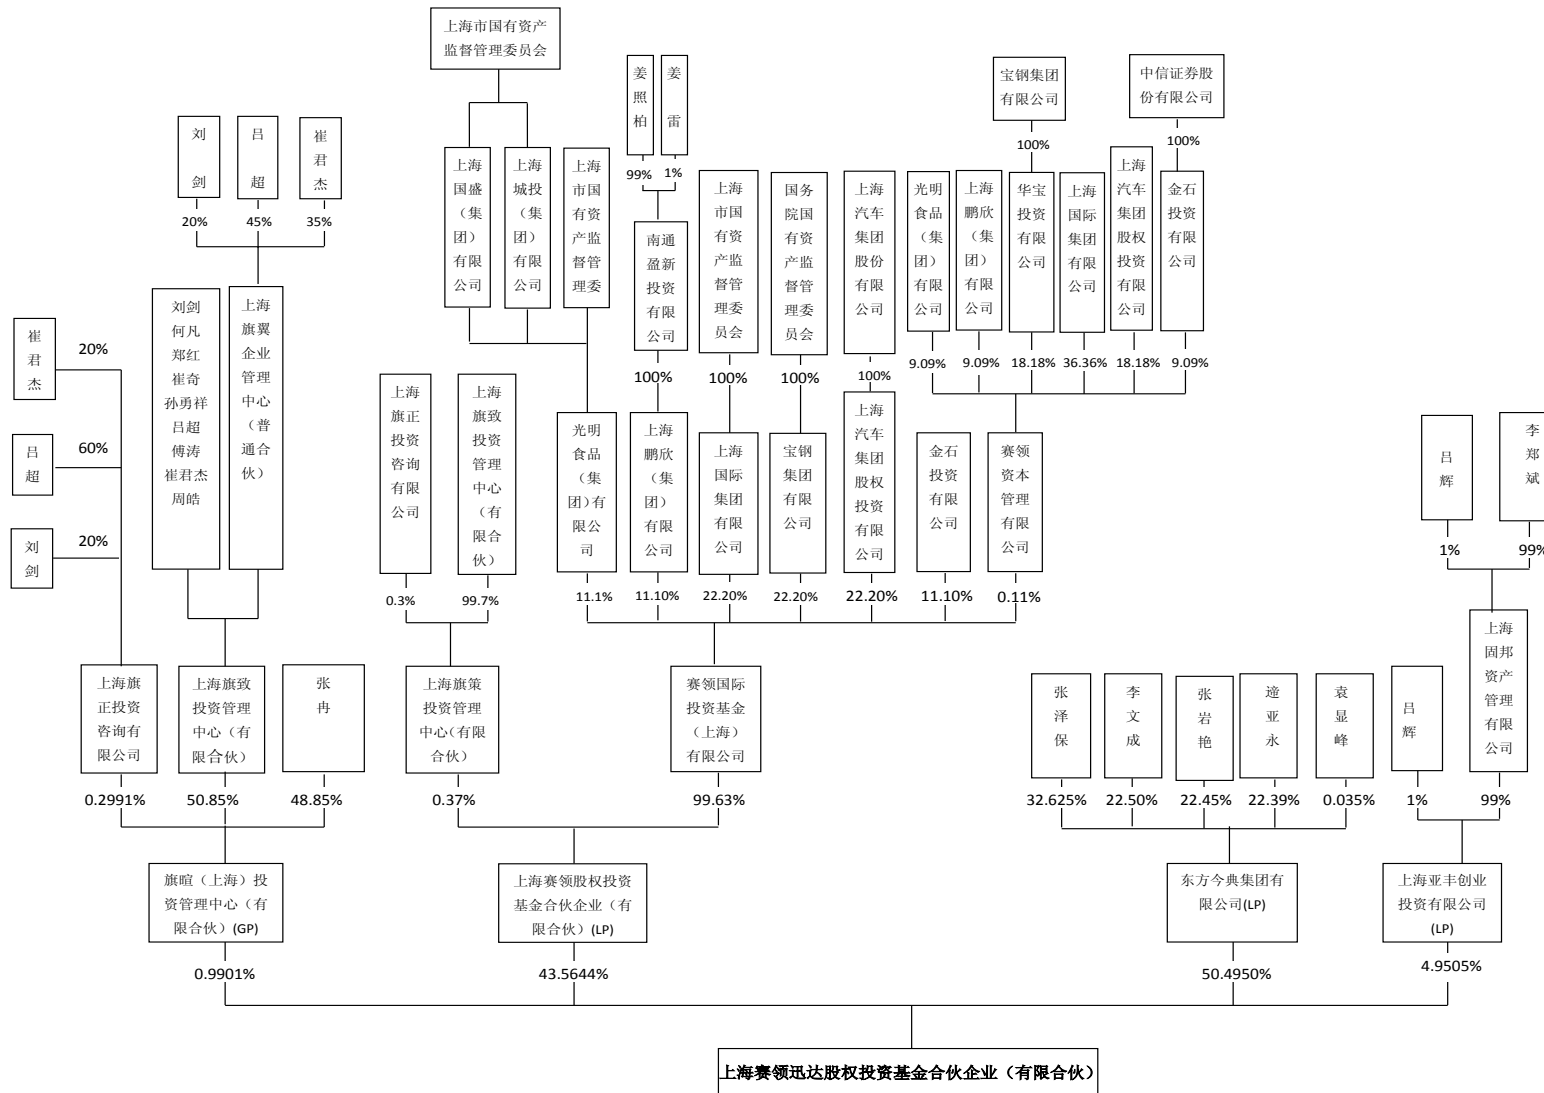 上海市国有资产
监督管理委员会
姜照柏
姜雷
宝钢集团
有限公司
中信证券股
份有限公司
刘剑
吕超
崔君杰
20%
45%
35%
99%
1%
100%
100%
上海国盛（集团）有限公司
上海城投（集团）有限公司
上海市国有资产监督管理委
南通盈新投资有限公司
上海市国有资产监督管理委员会
国务院国有资产监督管理委员会
上海汽车集团股份有限公司
光明食品（集团）有限公司
上海鹏欣（集团）有限公司
华宝投资有限公司
上海国际集团有限公司
上海汽车集团股权投资有限公司
金石投资有限公司
崔君杰
20%
吕超
60%
刘剑
20%
刘剑
何凡
郑红
崔奇
孙勇祥
吕超
傅涛
崔君杰
周皓
上海旗翼企业管理中心（普通合伙）
100%
100%
100%
100%
9.09%
9.09%
18.18%
36.36%
18.18%
9.09%
上海旗正投资咨询有限公司
上海旗致投资管理中心（有限合伙）
光明食品（集团）有限公司
上海鹏欣（集团）有限公司
上海国际集团有限公司
宝钢集团有限公司
上海汽车集团股权投资有限公司
金石投资有限公司
赛领资本管理有限公司
吕辉
李郑斌
1%
99%
0.3%
99.7%
11.1%
11.10%
22.20%
22.20%
22.20%
11.10%
0.11%
上海旗
正投资
咨询有
限公司
上海旗致
投资管理
中心（有
限合伙）
张冉
上海旗策
投资管理
中心（有限
合伙）
赛领国际
投资基金
（上海）
有限公司
张泽保
李文成
张岩艳
遆亚永
袁显峰
吕辉
上海固邦资产管理有限公司
0.2991%
50.85%
48.85%
0.37%
99.63%
32.625%
22.50%
22.45%
22.39%
0.035%
1%
99%
旗暄（上海）投
资管理中心（有
限合伙）(GP)
上海赛领股权投资
基金合伙企业（有
限合伙）(LP)
东方今典集团有
限公司(LP)
上海亚丰创业
投资有限公司
(LP)
0.9901%
43.5644%
50.4950%
4.9505%
上海赛领迅达股权投资基金合伙企业（有限合伙）